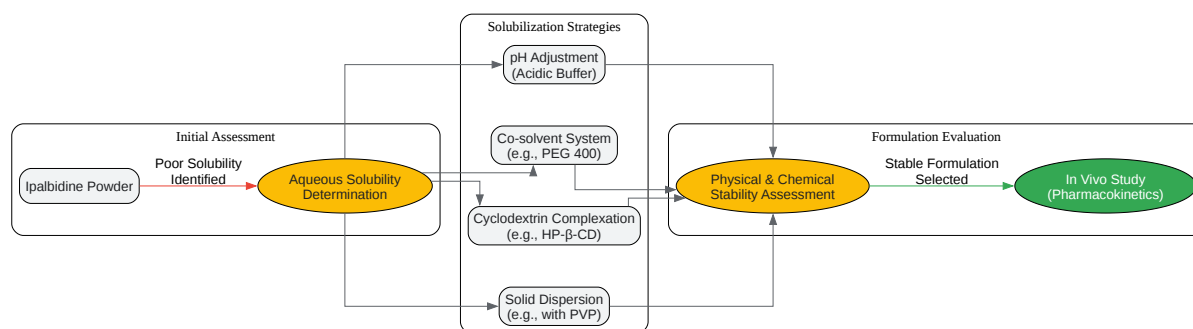 Solubilization Strategies
pH Adjustment
(Acidic Buffer)
Initial Assessment
Formulation Evaluation
Co-solvent System
(e.g., PEG 400)
Poor Solubility
Identified
Stable Formulation
Selected
Ipalbidine Powder
Aqueous Solubility
Determination
Physical & Chemical
Stability Assessment
In Vivo Study
(Pharmacokinetics)
Cyclodextrin Complexation
(e.g., HP-β-CD)
Solid Dispersion
(e.g., with PVP)